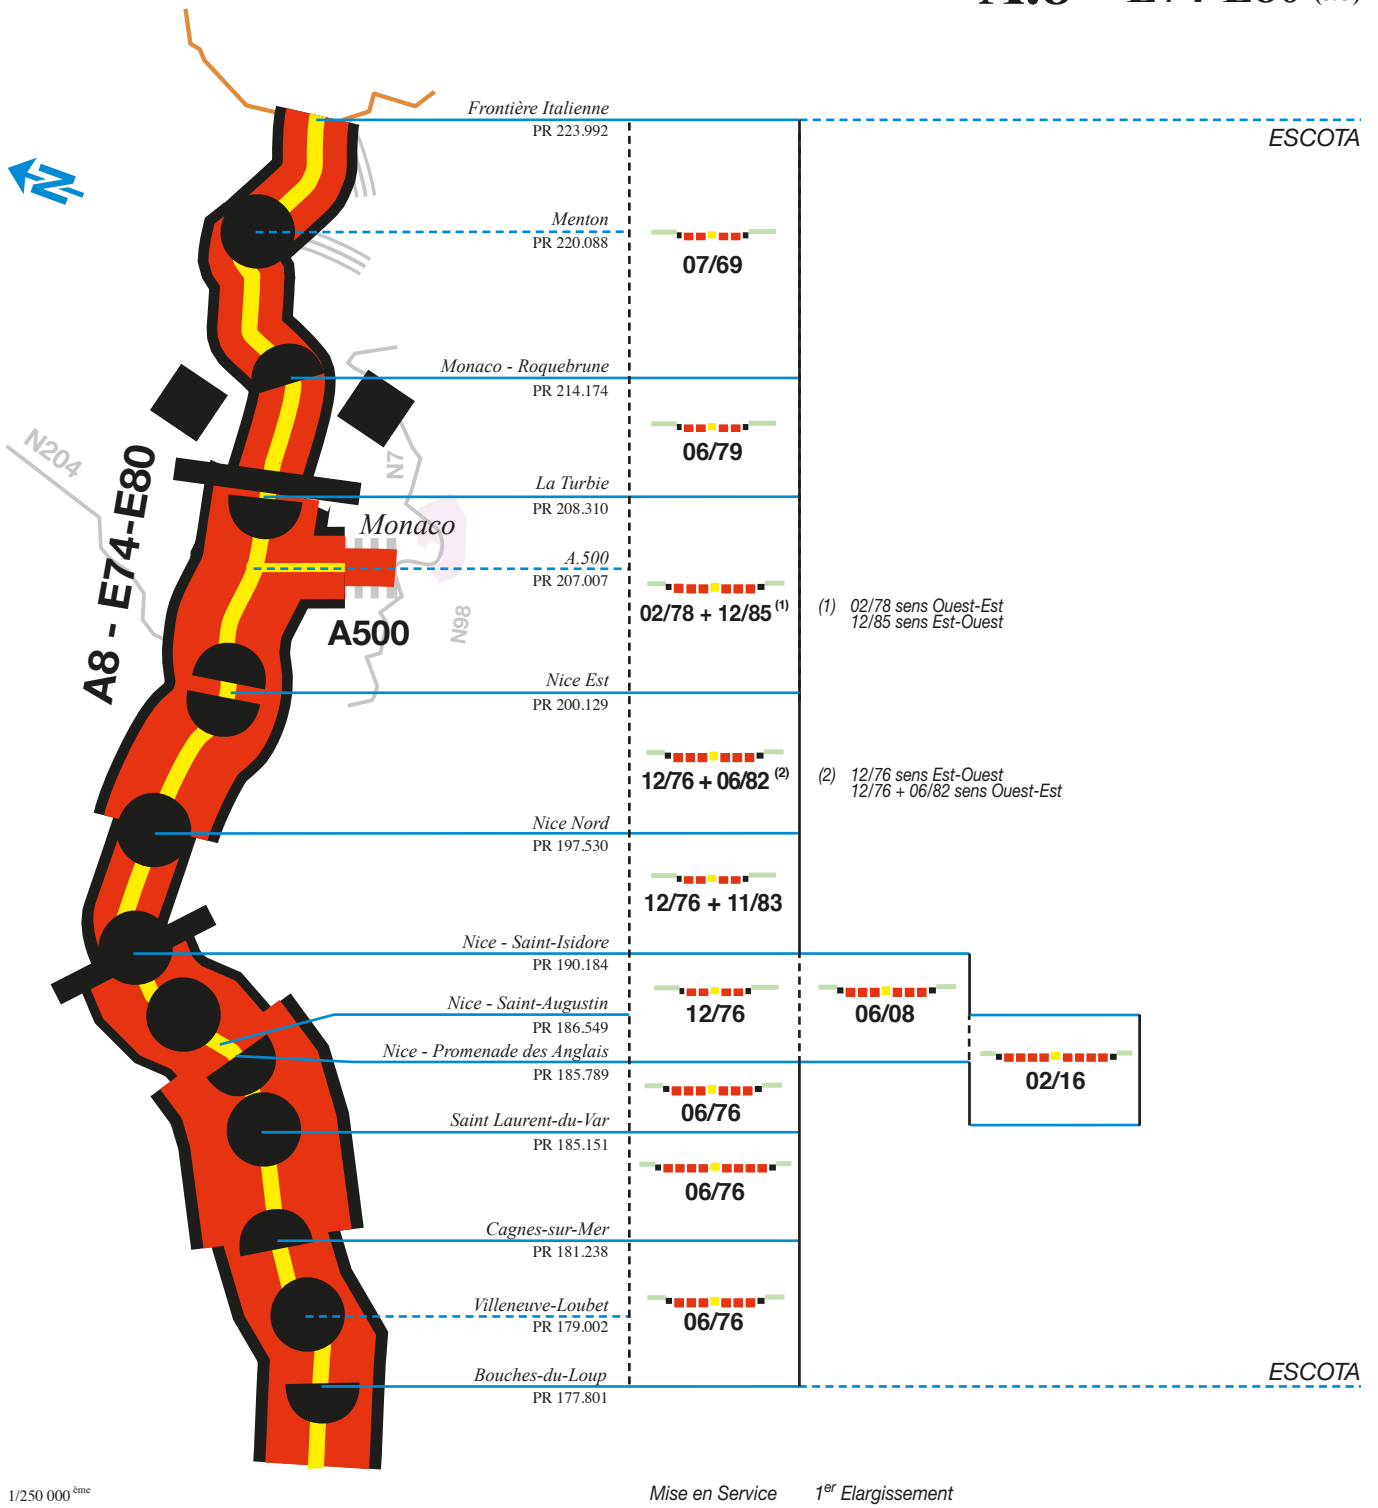 Frontière Italienne
PR 223.992
ESCOTA
Menton
PR 220.088
07/69
Monaco - Roquebrune
PR 214.174
N204
N7
06/79
A8 - E74-E80
La Turbie
PR 208.310
Monaco
A.500
PR 207.007
02/78 + 12/85 (1)
(1) 02/78 sens Ouest-Est
12/85 sens Est-Ouest
A500
N98
Nice Est
PR 200.129
12/76 + 06/82 (2)
(2) 12/76 sens Est-Ouest
12/76 + 06/82 sens Ouest-Est
Nice Nord
PR 197.530
12/76 + 11/83
Nice - Saint-Isidore
PR 190.184
Nice - Saint-Augustin
PR 186.549
12/76
06/08
Nice - Promenade des Anglais
PR 185.789
02/16
06/76
Saint Laurent-du-Var
PR 185.151
06/76
Cagnes-sur-Mer
PR 181.238
Villeneuve-Loubet
PR 179.002
06/76
Bouches-du-Loup
PR 177.801
ESCOTA
1/250 000 ème
Mise en Service
1er Elargissement
N